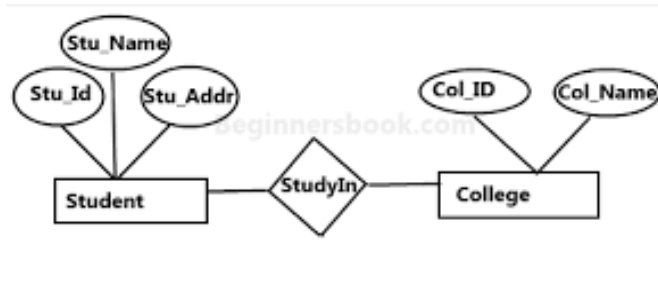 Stu_Name
Stu_Id
Stu_Addr
Col_ID
Col_Name
Beginnersbook.com
Student
StudyIn
College